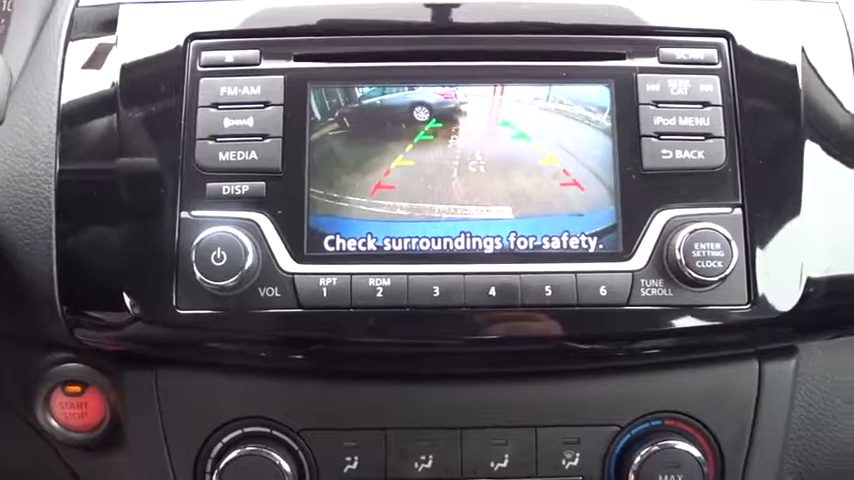 SCAN
FM·AM
SEEK
CAT
iPod MENU
MEDIA
BACK
DISP
Check surroundings for safety.
ENTER
SETTING
CLOCK
VOL
RPT
1
RDM
2
3
4
5
6
TUNE
SCROLL
START
STOP
MAX